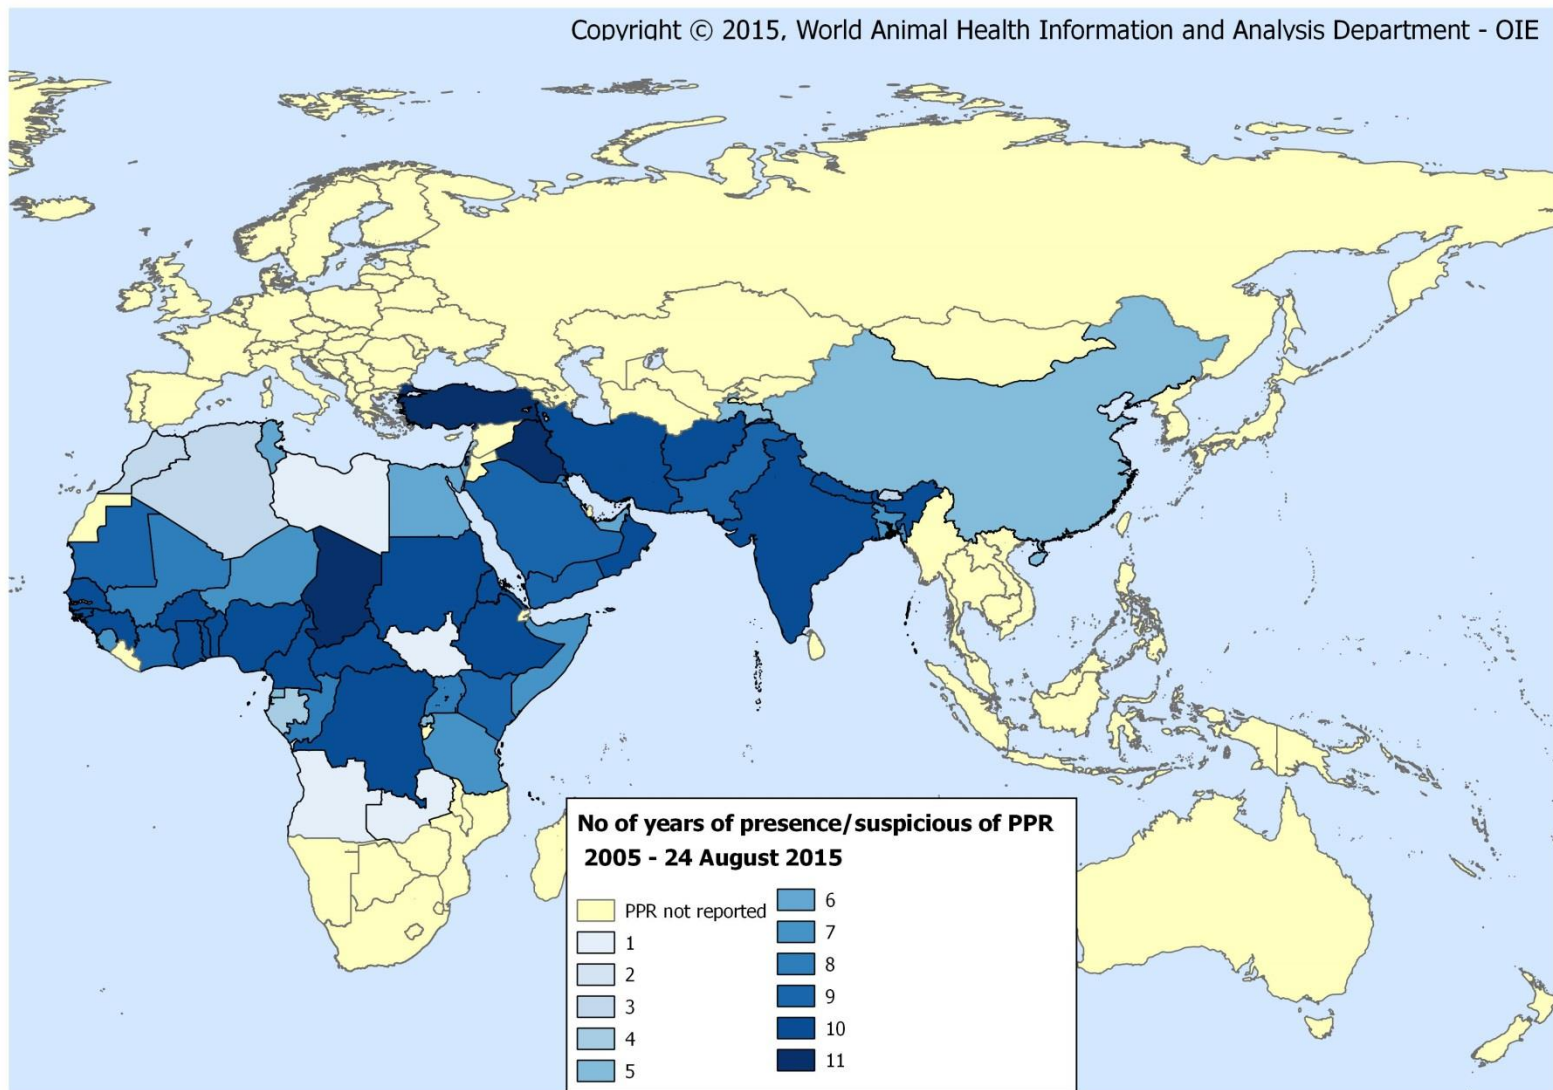 Copyright © 2015, World Animal Health Information and Analysis Department - OIE
No of years of presence/suspicious of PPR
2005 - 24 August 2015
PPR not reported
1
2
3
4
5
6
7
8
9
10
11